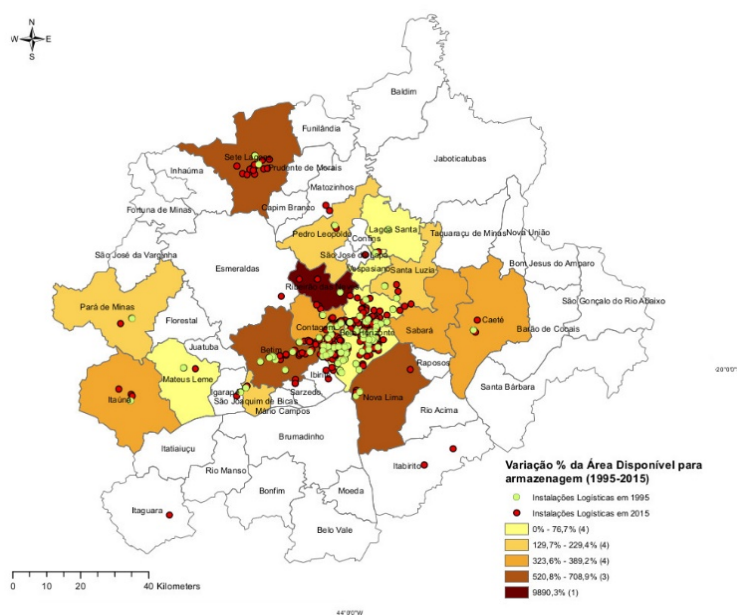 N
W E
S
Baldim
Funilândia
Sete Lagoas
Prudente de Morais
Jaboticatubas
Inhaúma
Matozinhos
Capim Branco
Fortuna de Minas
Pedro Leopoldo
Lagoa Santa
Taquaraçu de Minas
Nova União
Confins
São José da Varginha
São José da Lapa
Bom Jesus do Amparo
Esmeraldas
Vespasiano
Santa Luzia
São Gonçalo do Rio Abaixo
Pará de Minas
Florestal
Contagem
Belo Horizonte
Sabará
Caeté
Barão de Cocais
Juatuba
Betim
Mateus Leme
Raposos
20°0'0"
Igarapé
Sarzedo
Santa Bárbara
Itaúna
São Joaquim de Bicas
Nova Lima
Mário Campos
Rio Acima
Brumadinho
Itatiaiuçu
Rio Manso
Itabirito
Bonfim
Moeda
Itaguara
Belo Vale
Variação % da Área Disponível para
armazenagem (1995-2015)
Instalações Logísticas em 1995
Instalações Logísticas em 2015
0% - 76,7% (4)
129,7% - 229,4% (4)
323,6% - 389,2% (4)
520,8% - 708,9% (3)
9890,3% (1)
0 10 20 40 Kilometers
44°0'0"W